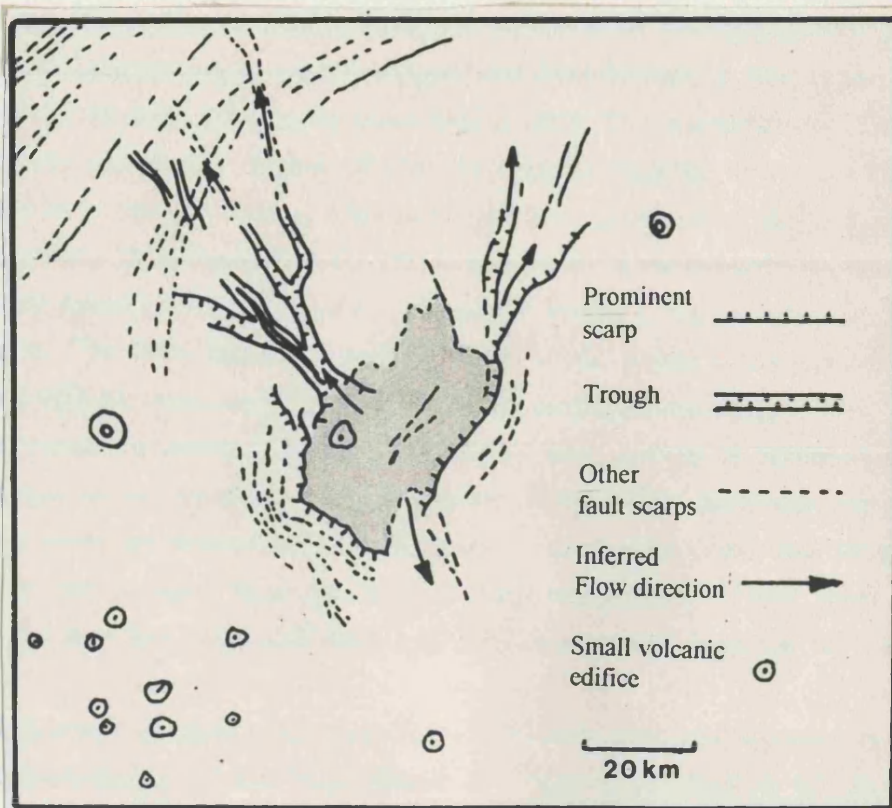 Prominent
scarp
Trough
Other
fault scarps
Inferred
Flow direction
Small volcanic
edifice
20 km